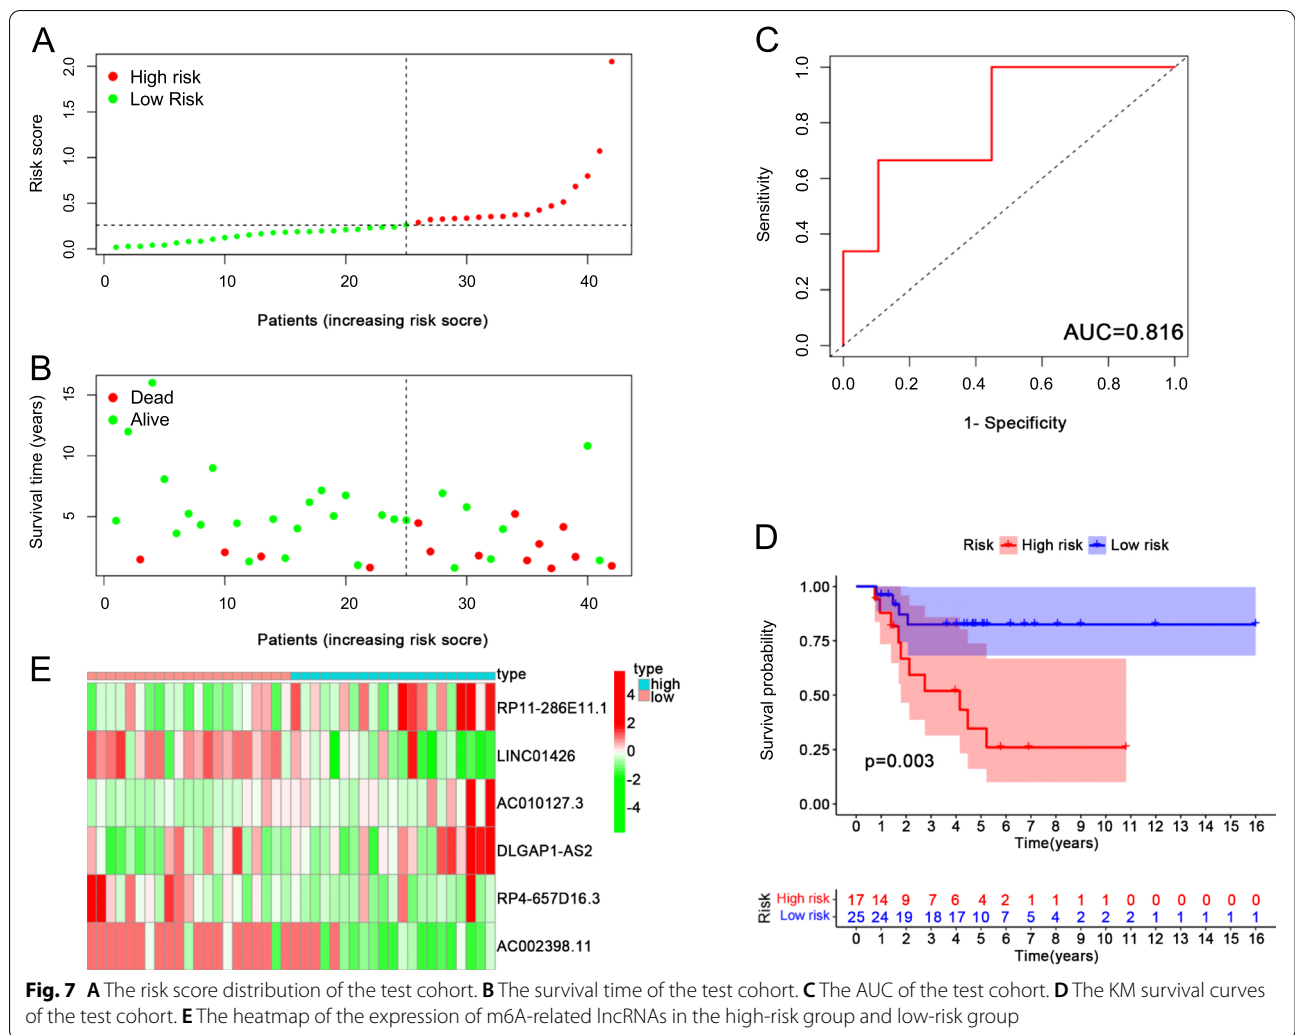 A
High risk
Low Risk
Risk score
0.0 0.5 1.0 1.5 2.0
0 10 20 30 40
Patients (increasing risk socre)
B
Dead
Alive
Survival time (years)
5 10 15
0 10 20 30 40
Patients (increasing risk socre)
C
Sensitivity
0.0 0.2 0.4 0.6 0.8 1.0
AUC=0.816
0.0 0.2 0.4 0.6 0.8 1.0
1- Specificity
D
Risk High risk Low risk
Survival probability
1.00
0.75
0.50
0.25
0.00
p=0.003
0 1 2 3 4 5 6 7 8 9 10 11 12 13 14 15 16
Time(years)
Risk
High risk 17 14 9 7 6 4 2 1 1 1 1 0 0 0 0 0 0
Low risk 25 24 19 18 17 10 7 5 4 2 2 2 1 1 1 1 1
0 1 2 3 4 5 6 7 8 9 10 11 12 13 14 15 16
Time(years)
E
type
RP11-286E11.1
LINC01426
AC010127.3
DLGAP1-AS2
RP4-657D16.3
AC002398.11
4
2
0
-2
-4
type
high
low
Fig. 7 A The risk score distribution of the test cohort. B The survival time of the test cohort. C The AUC of the test cohort. D The KM survival curves
of the test cohort. E The heatmap of the expression of m6A-related lncRNAs in the high-risk group and low-risk group